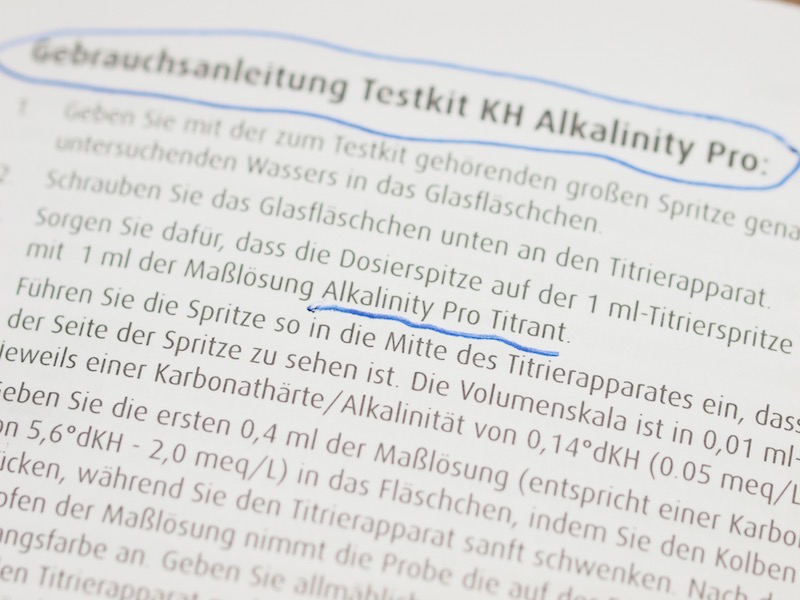 Gebrauchsanleitung Testkit KH Alkalinity Pro:
1. Geben Sie mit der zum Testkit gehörenden großen Spritze gena
untersuchenden Wassers in das Glasfläschchen.
2. Schrauben Sie das Glasfläschchen unten an den Titrierapparat.
Sorgen Sie dafür, dass die Dosierspitze auf der 1 ml-Titrierspritze
mit 1 ml der Maßlösung Alkalinity Pro Titrant.
Führen Sie die Spritze so in die Mitte des Titrierapparates ein, dass
der Seite der Spritze zu sehen ist. Die Volumenskala ist in 0,01 ml-
jeweils einer Karbonathärte/Alkalinität von 0,14°dKH (0.05 meq/L
Geben Sie die ersten 0,4 ml der Maßlösung (entspricht einer Karbo
on 5,6°dKH - 2,0 meq/L) in das Fläschchen, indem Sie den Kolben
ücken, während Sie den Titrierapparat sanft schwenken. Nach d
pfen der Maßlösung nimmt die Probe die auf der
angsfarbe an. Geben Sie allmählic
en Titrierapparat